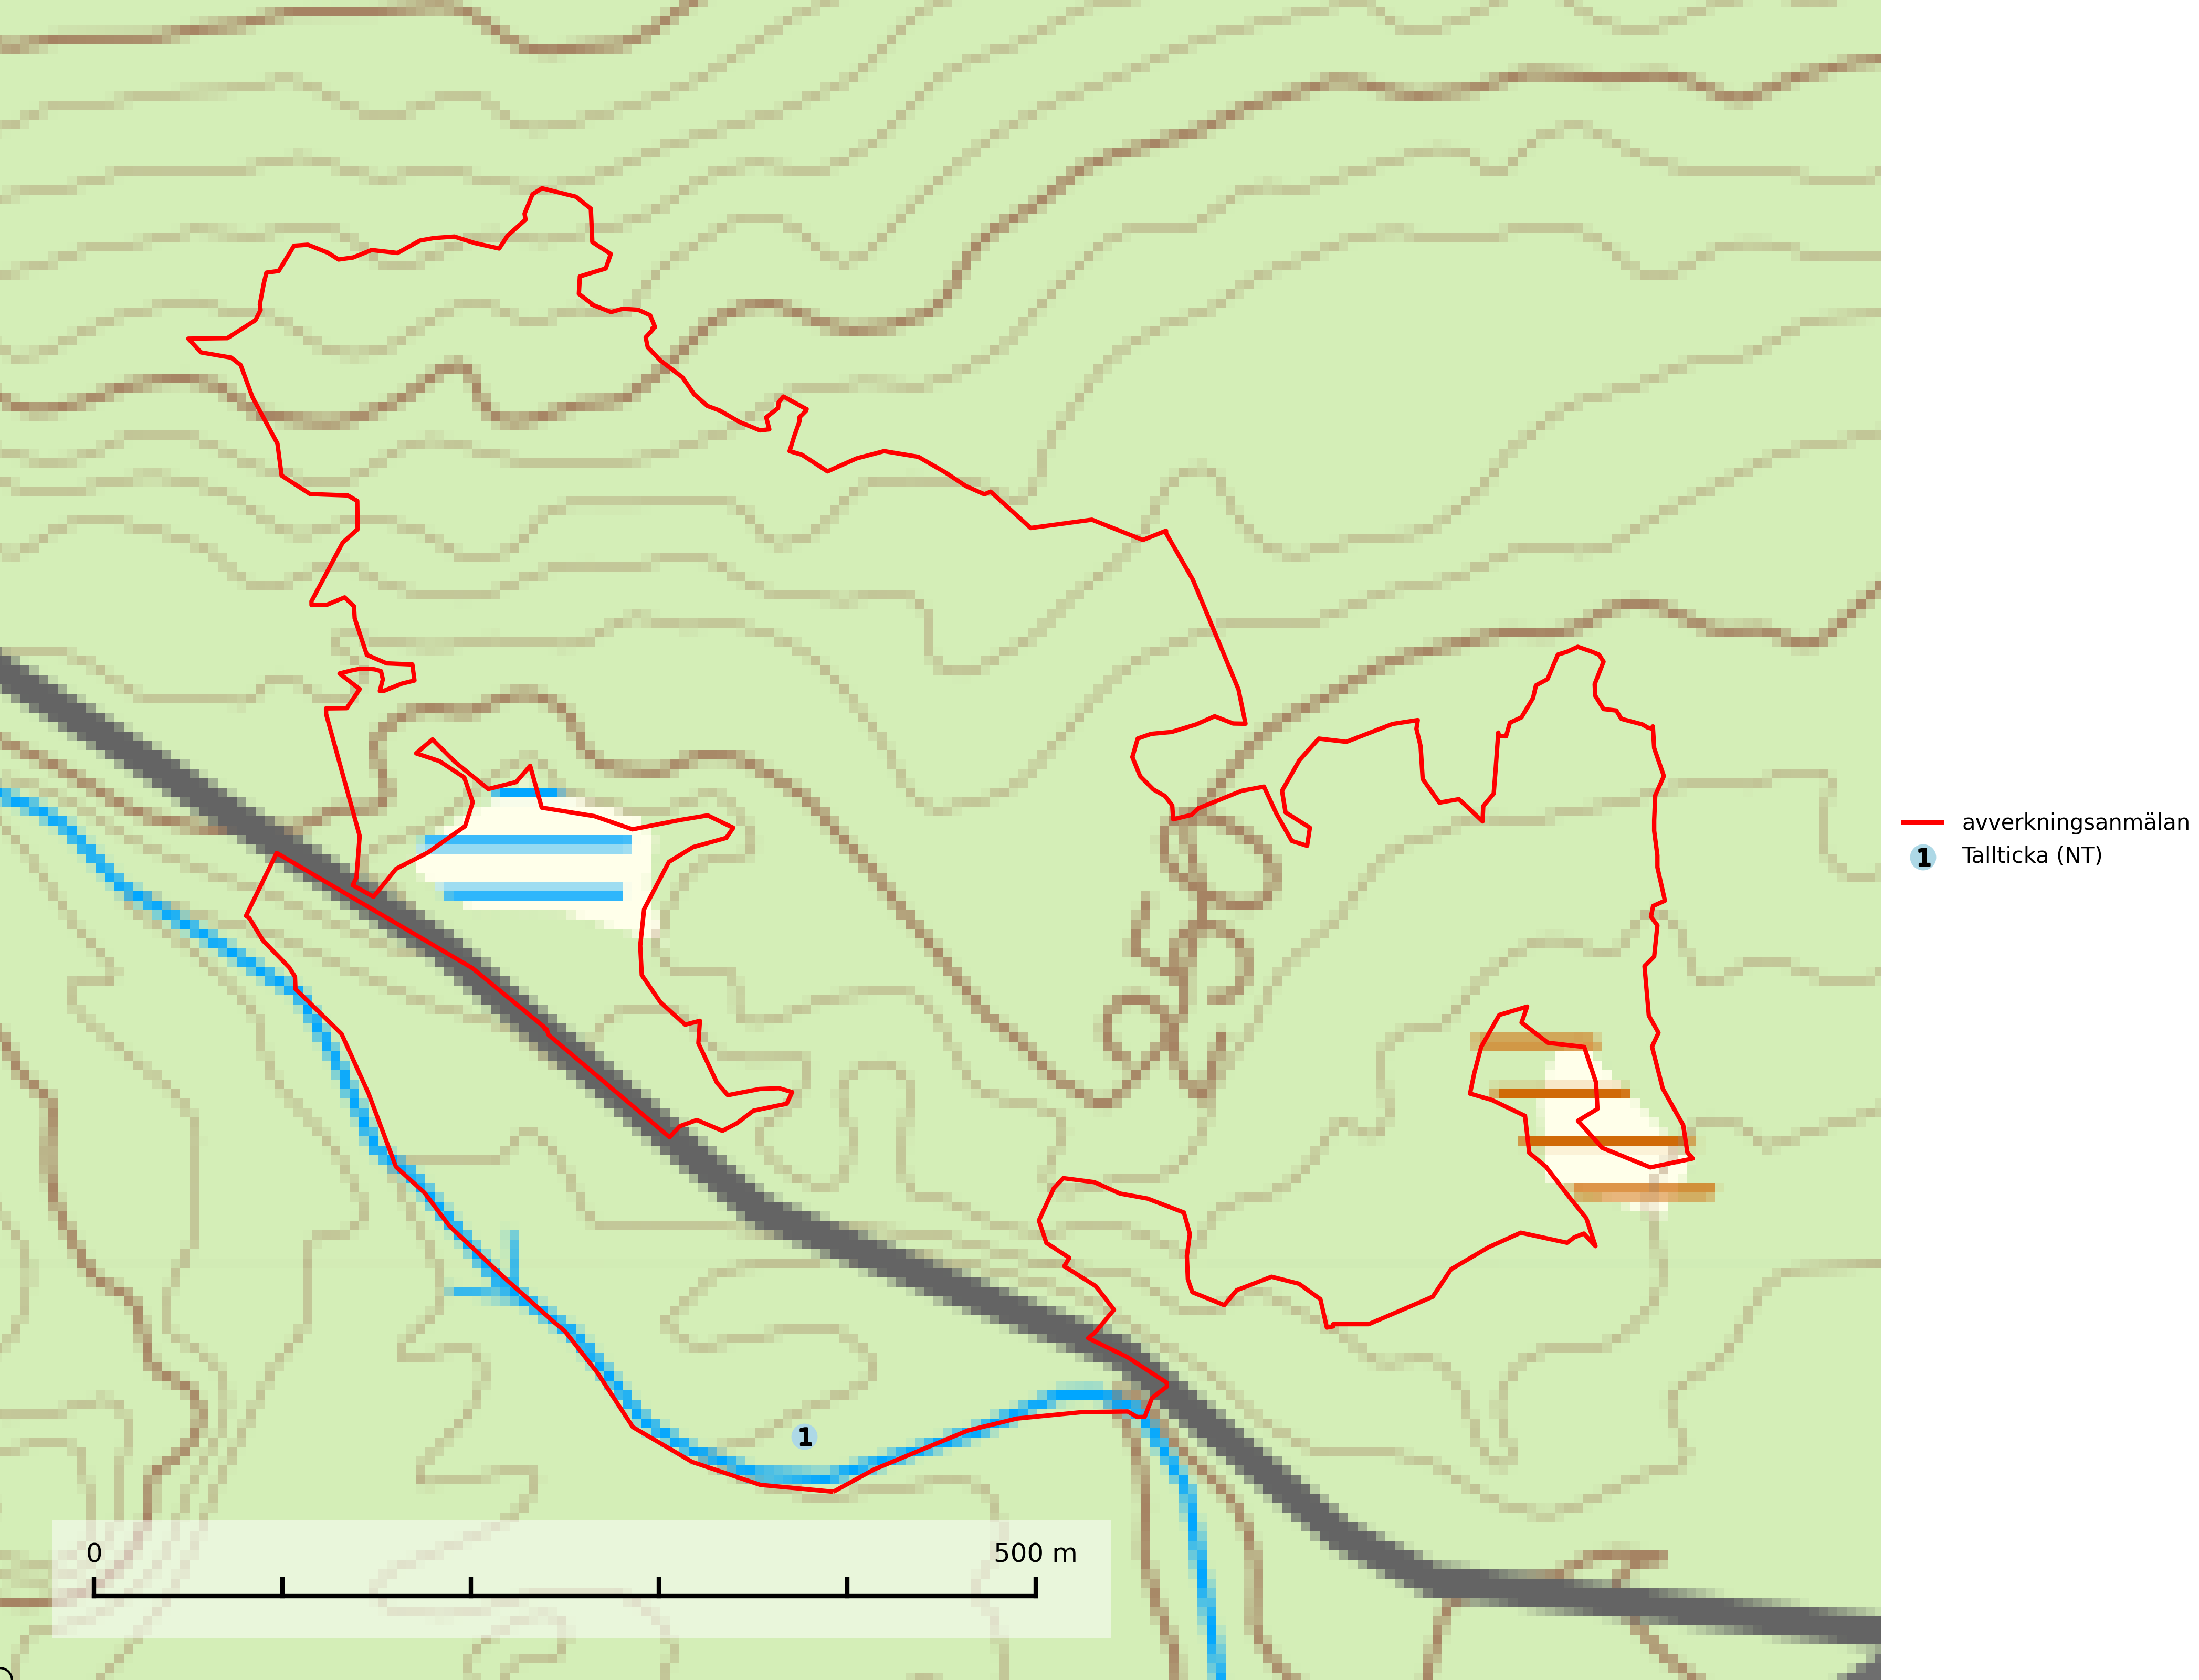 avverkningsanmälan
1 Tallticka (NT)
1
0 500 m